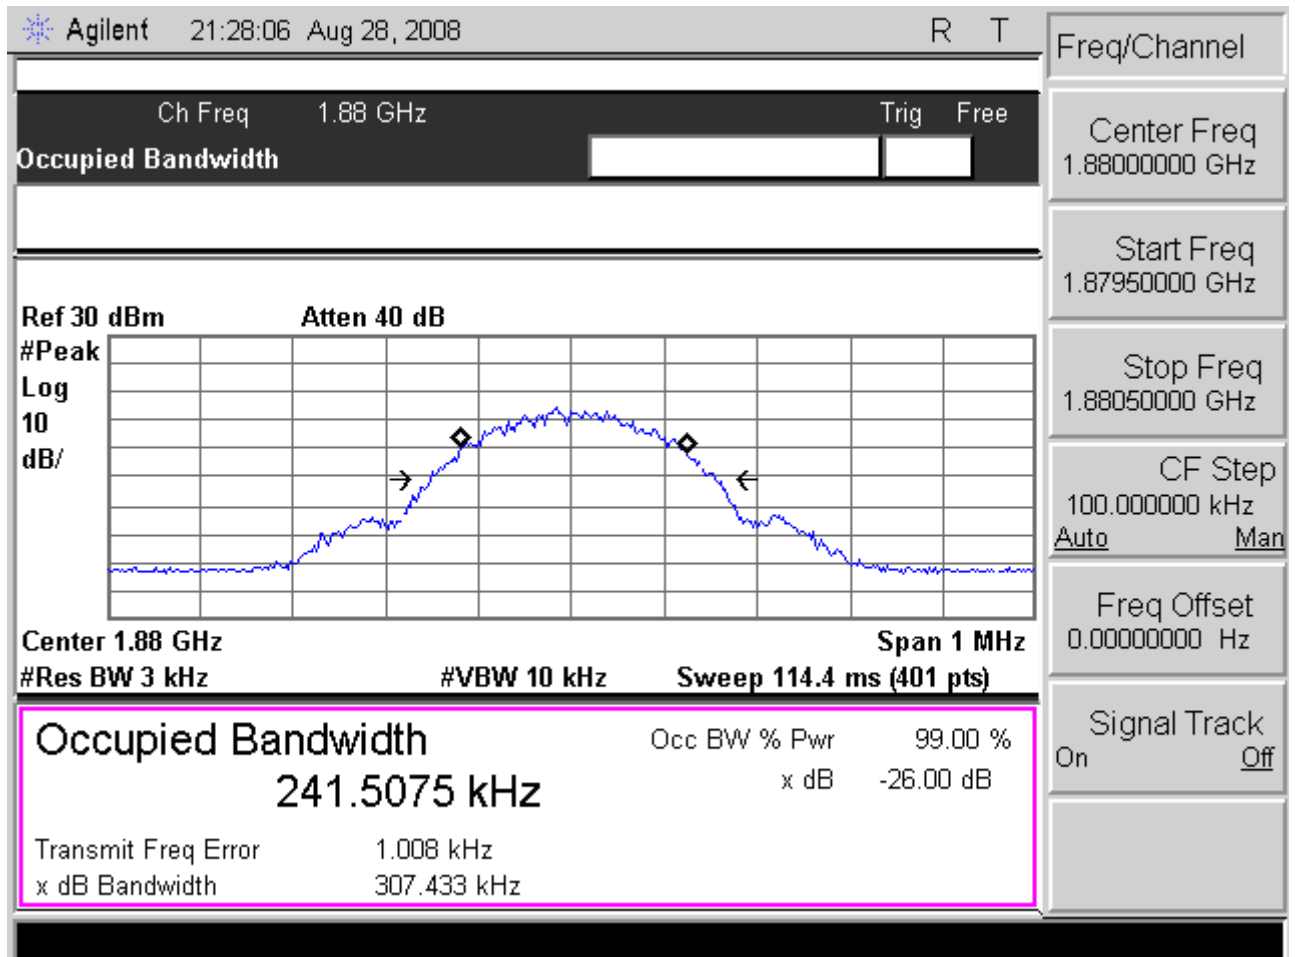 Agilent 21:28:06 Aug 28, 2008 R T
Ch Freq 1.88 GHz Trig Free
Occupied Bandwidth
Ref 30 dBm Atten 40 dB
#Peak
Log
10
dB/
Center 1.88 GHz Span 1 MHz
#Res BW 3 kHz #VBW 10 kHz Sweep 114.4 ms (401 pts)
Occupied Bandwidth
241.5075 kHz
Occ BW % Pwr 99.00 %
x dB -26.00 dB
Transmit Freq Error 1.008 kHz
x dB Bandwidth 307.433 kHz
Freq/Channel
Center Freq
1.88000000 GHz
Start Freq
1.87950000 GHz
Stop Freq
1.88050000 GHz
CF Step
100.000000 kHz
Auto Man
Freq Offset
0.00000000 Hz
Signal Track
On Off